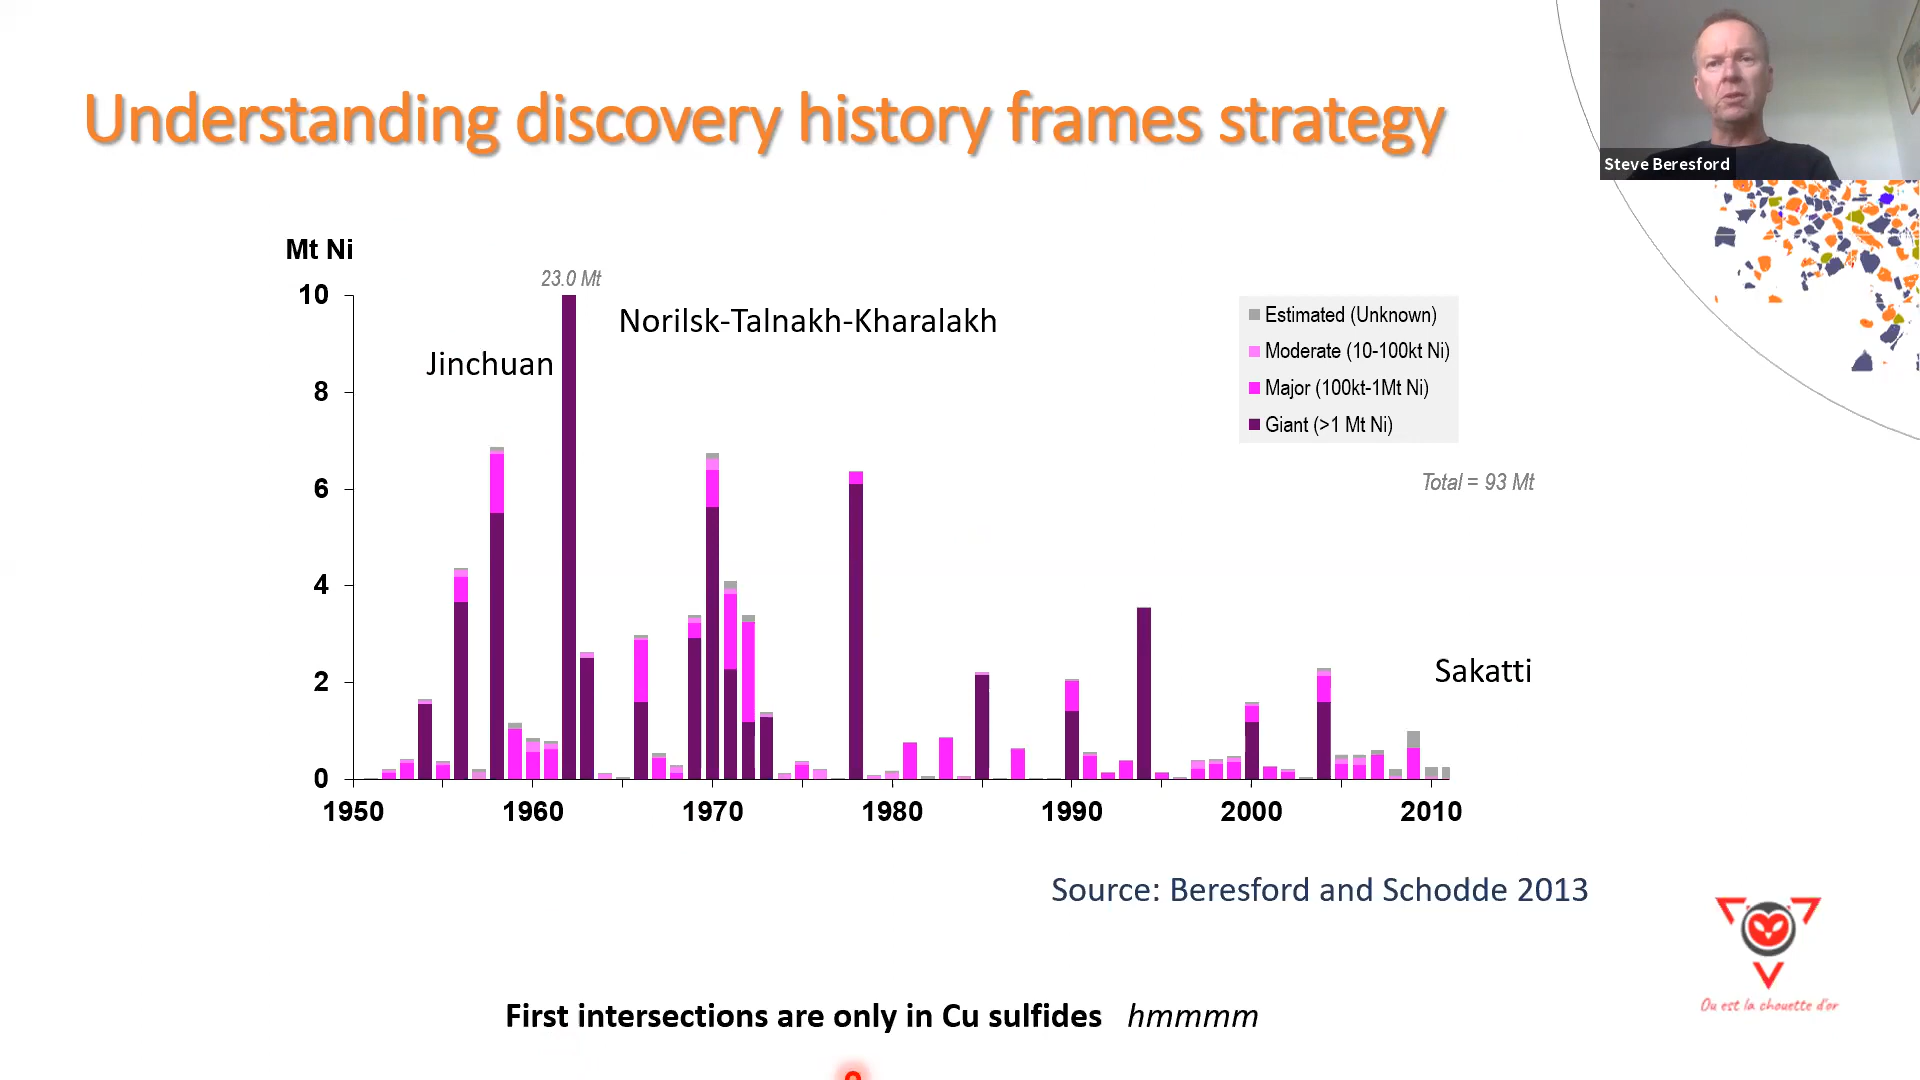 Understanding discovery history frames strategy
Steve Beresford
Mt Ni
23.0 Mt
10
Norilsk-Talnakh-Kharalakh
Jinchuan
Estimated (Unknown)
Moderate (10-100kt Ni)
Major (100kt-1Mt Ni)
Giant (>1 Mt Ni)
8
6
Total = 93 Mt
4
2
Sakatti
0
1950 1960 1970 1980 1990 2000 2010
Source: Beresford and Schodde 2013
Ou est la chouette d'or
First intersections are only in Cu sulfides hmmmm